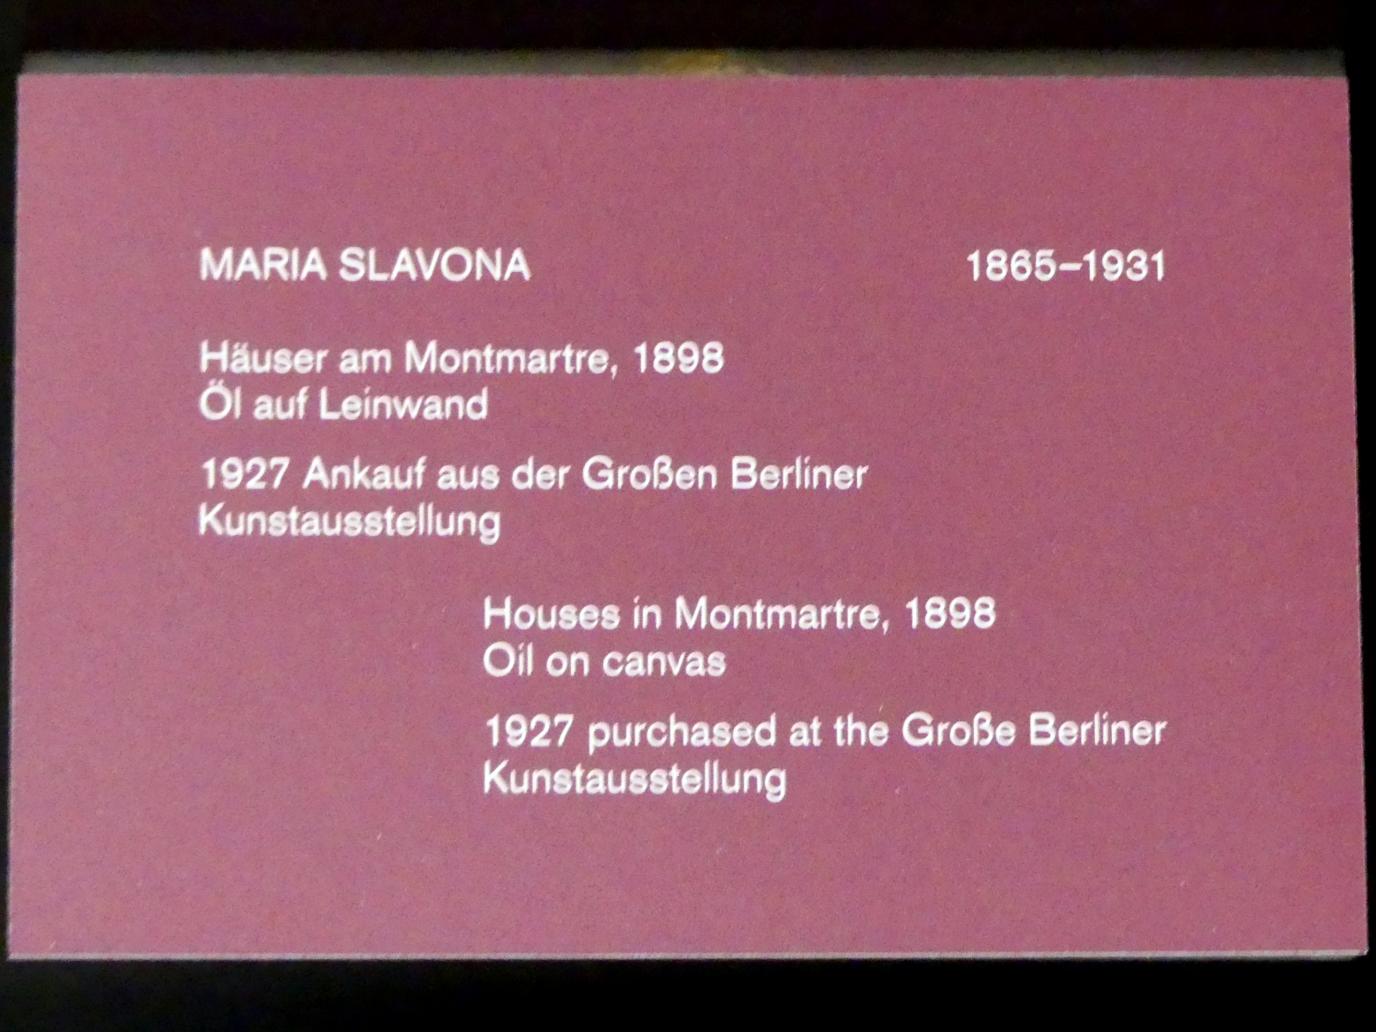 MARIA SLAVONA 1865–1931
Häuser am Montmartre, 1898
Öl auf Leinwand
1927 Ankauf aus der Großen Berliner
Kunstausstellung
Houses in Montmartre, 1898
Oil on canvas
1927 purchased at the Große Berliner
Kunstausstellung